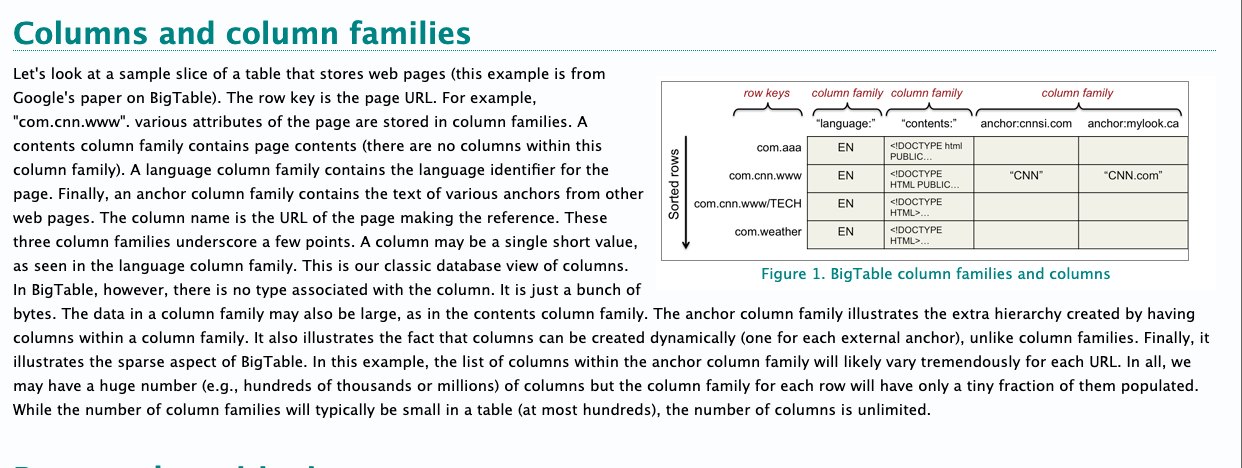 Columns and column families
Let's look at a sample slice of a table that stores web pages (this example is from
Google's paper on BigTable). The row key is the page URL. For example,
"com.cnn.www". various attributes of the page are stored in column families. A
contents column family contains page contents (there are no columns within this
column family). A language column family contains the language identifier for the
page. Finally, an anchor column family contains the text of various anchors from other
web pages. The column name is the URL of the page making the reference. These
three column families underscore a few points. A column may be a single short value,
as seen in the language column family. This is our classic database view of columns.
In BigTable, however, there is no type associated with the column. It is just a bunch of
bytes. The data in a column family may also be large, as in the contents column family. The anchor column family illustrates the extra hierarchy created by having
columns within a column family. It also illustrates the fact that columns can be created dynamically (one for each external anchor), unlike column families. Finally, it
illustrates the sparse aspect of BigTable. In this example, the list of columns within the anchor column family will likely vary tremendously for each URL. In all, we
may have a huge number (e.g., hundreds of thousands or millions) of columns but the column family for each row will have only a tiny fraction of them populated.
While the number of column families will typically be small in a table (at most hundreds), the number of columns is unlimited.
row keys column family column family column family
“language:” “contents:” anchor:cnnsi.com anchor:mylook.ca
Sorted rows
com.aaa EN <!DOCTYPE html
PUBLIC...
com.cnn.www EN <!DOCTYPE
HTML PUBLIC... “CNN” “CNN.com”
com.cnn.www/TECH EN <!DOCTYPE
HTML>...
com.weather EN <!DOCTYPE
HTML>...
Figure 1. BigTable column families and columns